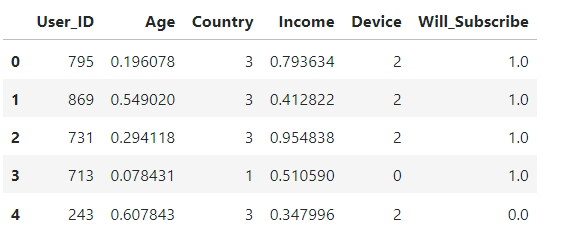 User_ID Age Country Income Device Will_Subscribe
0 795 0.196078 3 0.793634 2 1.0
1 869 0.549020 3 0.412822 2 1.0
2 731 0.294118 3 0.954838 2 1.0
3 713 0.078431 1 0.510590 0 1.0
4 243 0.607843 3 0.347996 2 0.0